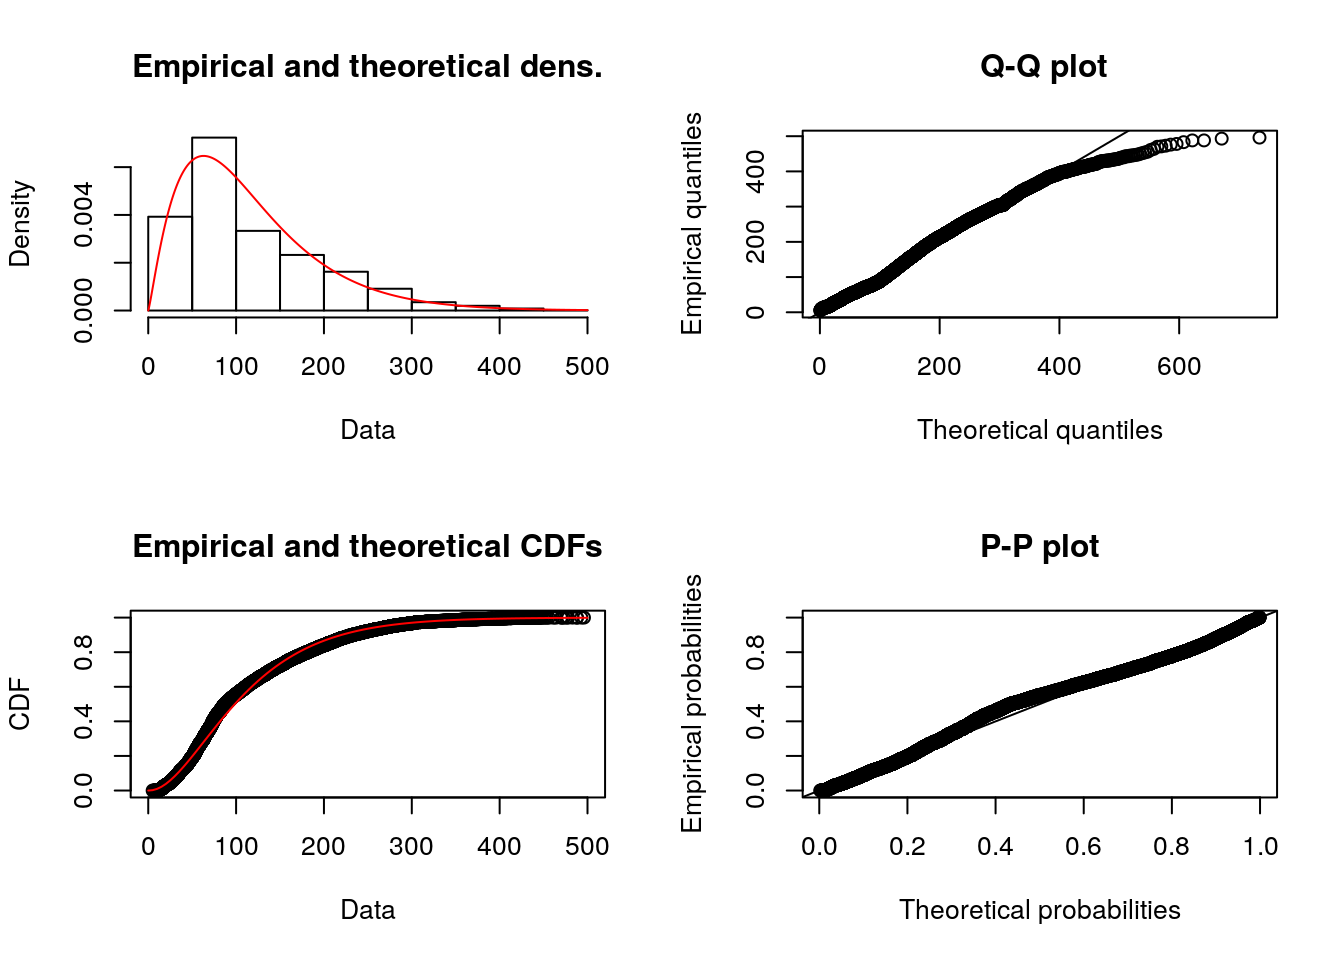 Empirical and theoretical dens.
Density
0.000
0.004
0 100 200 300 400 500
Data
Q-Q plot
Empirical quantiles
0
200
400
0 200 400 600
Theoretical quantiles
Empirical and theoretical CDFs
CDF
0.0
0.4
0.8
0 100 200 300 400 500
Data
P-P plot
Empirical probabilities
0.0
0.4
0.8
0.0 0.2 0.4 0.6 0.8 1.0
Theoretical probabilities